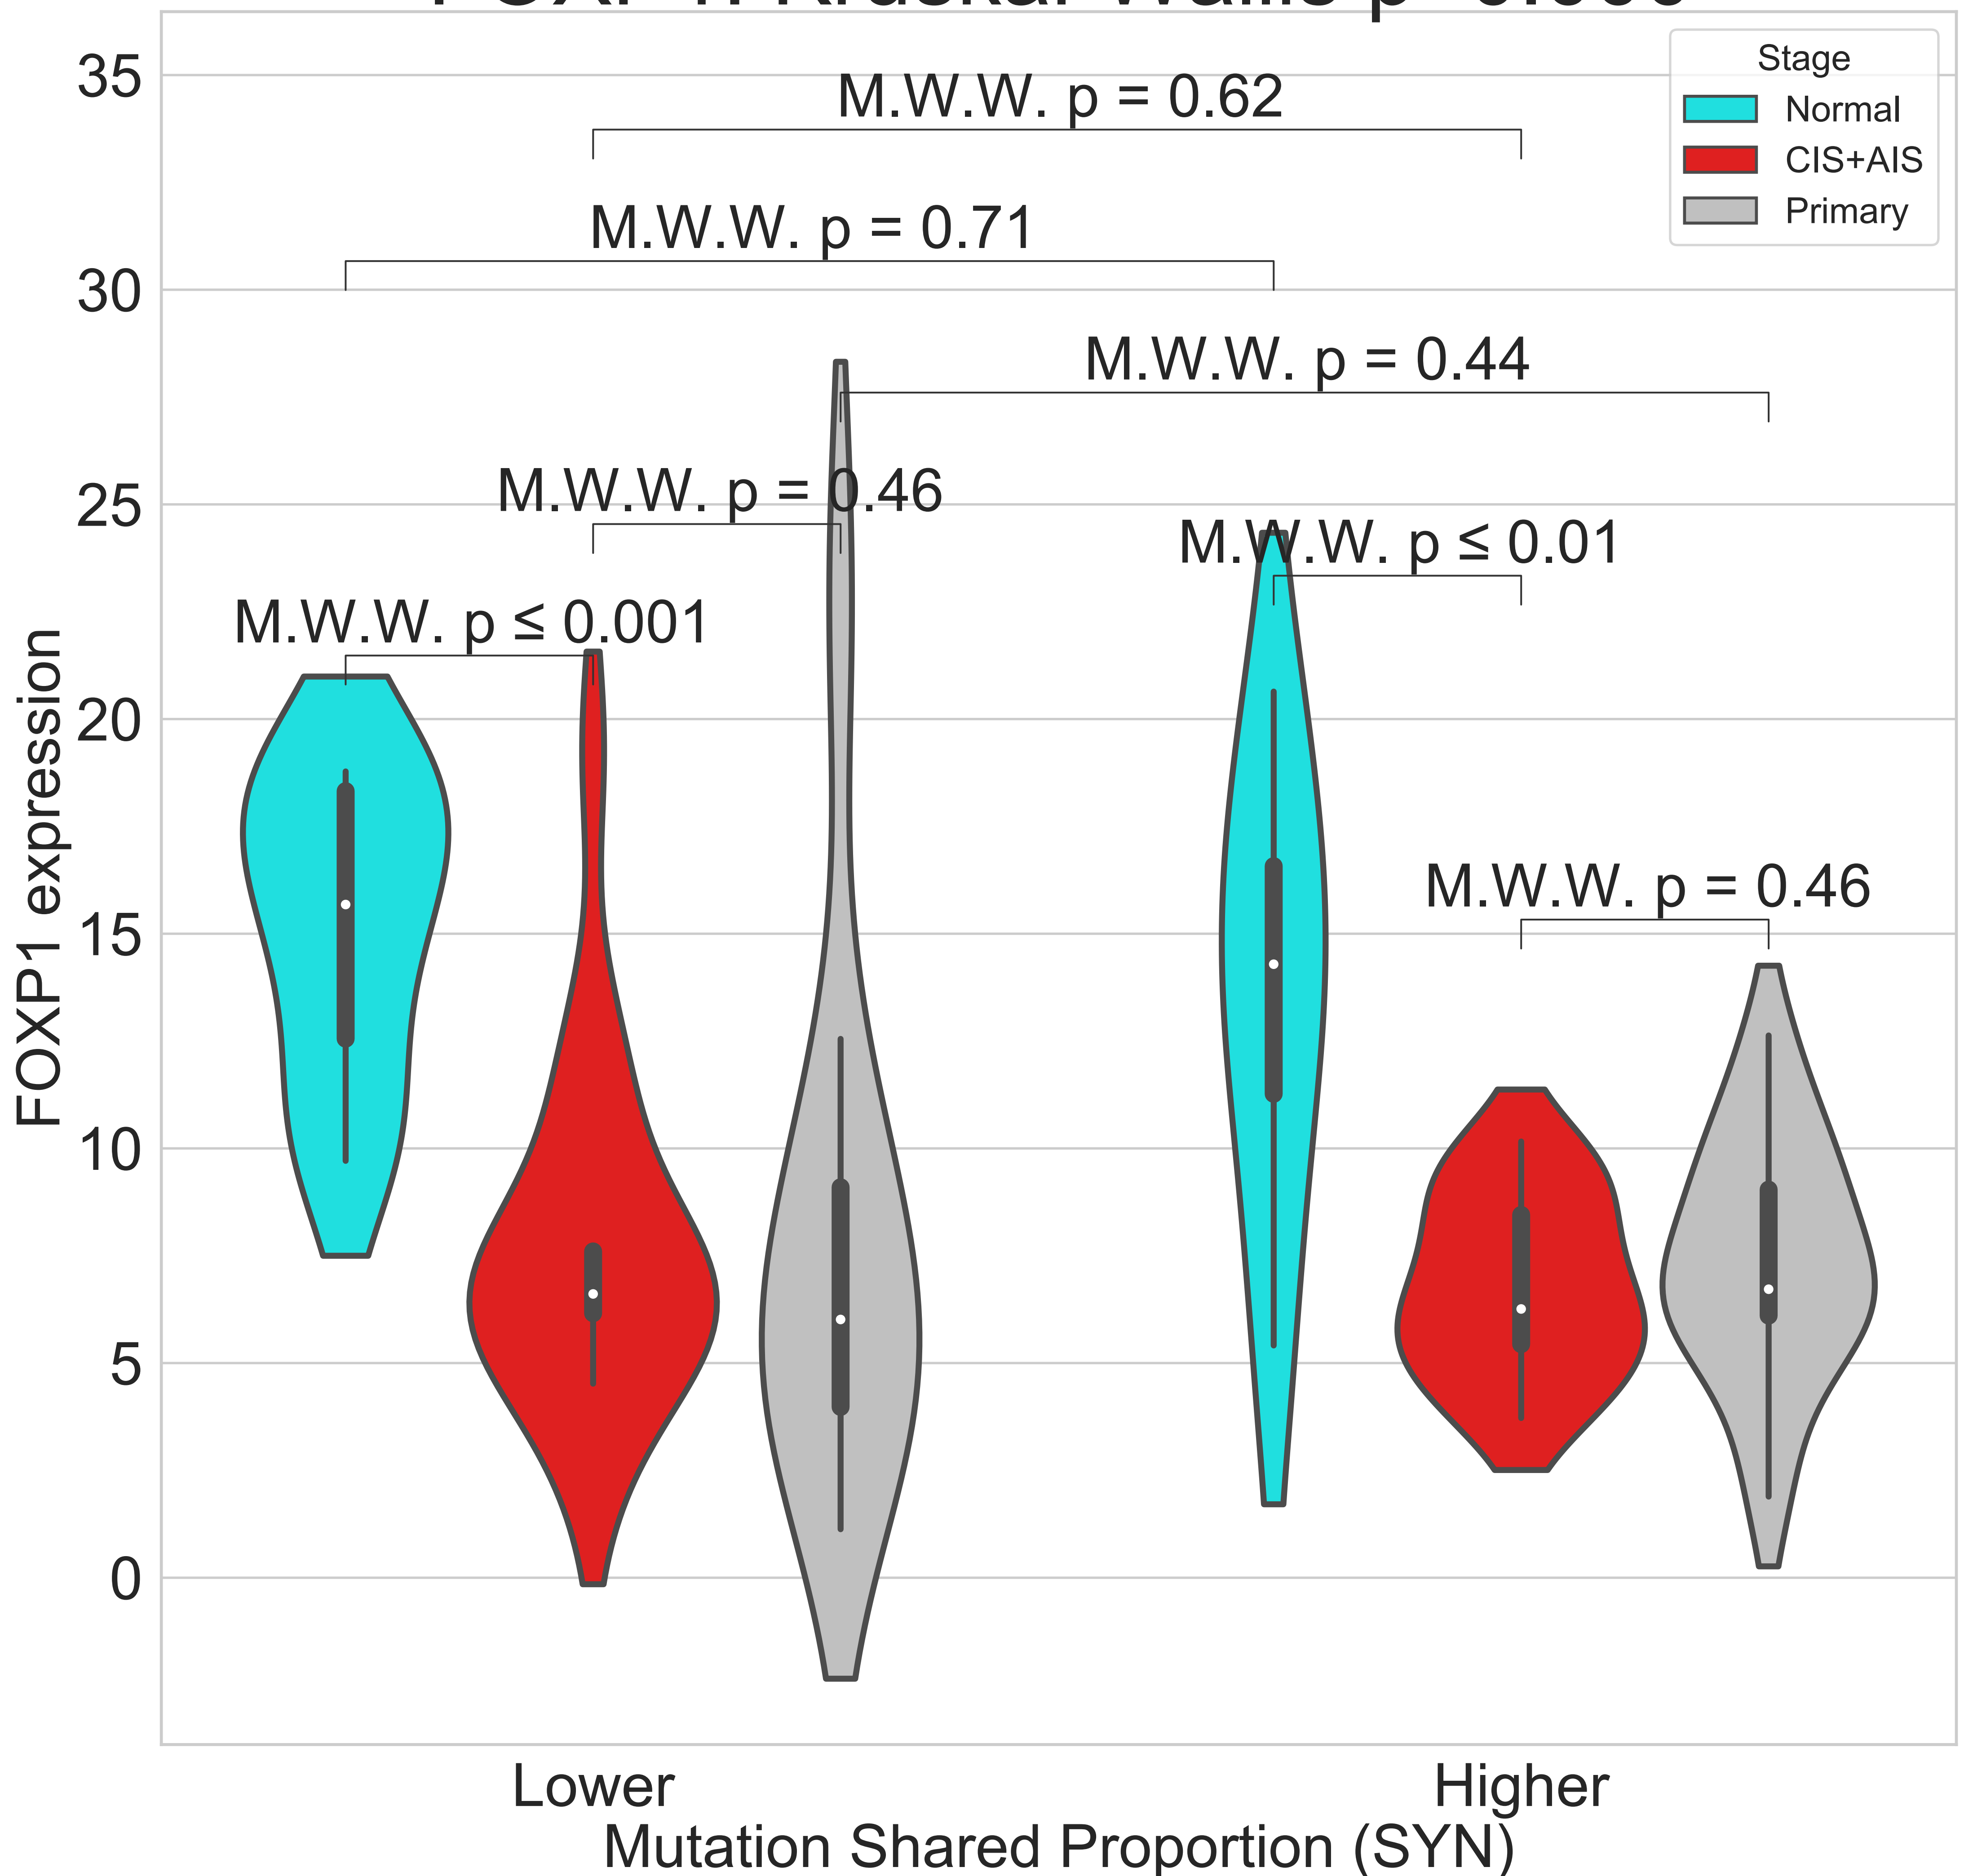 35
30
25
20
15
10
5
0
FOXP1 expression
M.W.W. p = 0.62
M.W.W. p = 0.71
M.W.W. p = 0.44
M.W.W. p = 0.46
M.W.W. p ≤ 0.01
M.W.W. p ≤ 0.001
M.W.W. p = 0.46
Stage
Normal
CIS+AIS
Primary
Lower
Higher
Mutation Shared Proportion (SYN)